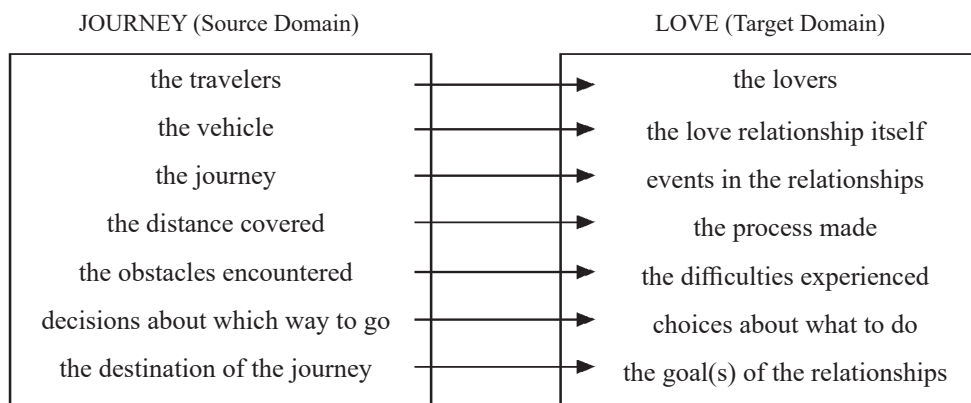 JOURNEY (Source Domain)
LOVE (Target Domain)
the travelers
the lovers
the vehicle
the love relationship itself
the journey
events in the relationships
the distance covered
the process made
the obstacles encountered
the difficulties experienced
decisions about which way to go
choices about what to do
the destination of the journey
the goal(s) of the relationships